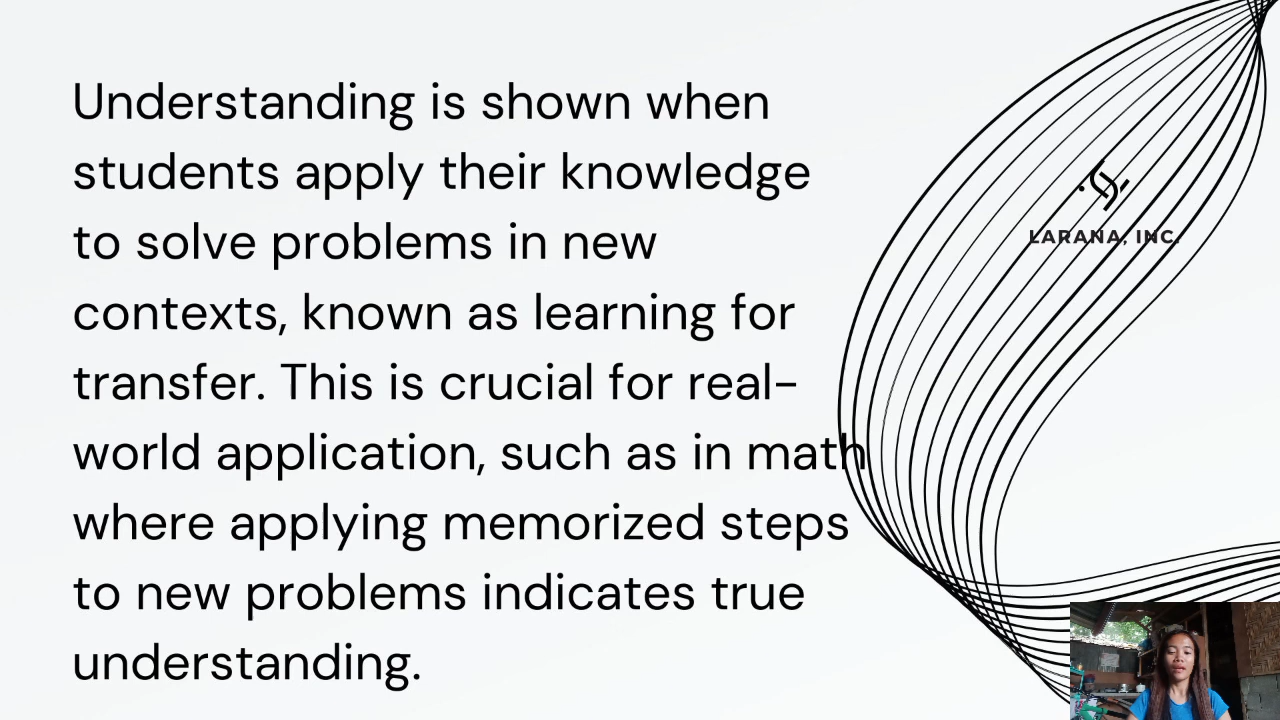 Understanding is shown when
students apply their knowledge
to solve problems in new
contexts, known as learning for
transfer. This is crucial for real-
world application, such as in math
where applying memorized steps
to new problems indicates true
understanding.
LARANA, INC.